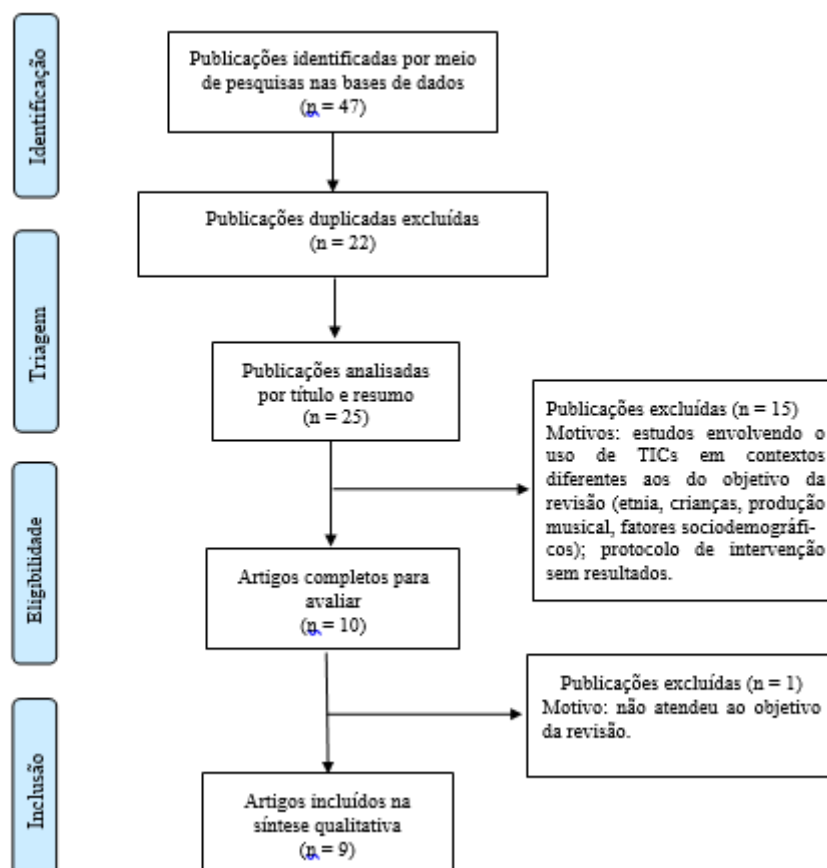 Identificação
Publicações identificadas por meio
de pesquisas nas bases de dados
(n = 47)
Publicações duplicadas excluídas
(n = 22)
Triagem
Publicações analisadas
por título e resumo
(n = 25)
Publicações excluídas (n = 15)
Motivos: estudos envolvendo o
uso de TICs em contextos
diferentes aos do objetivo da
revisão (etnia, crianças, produção
musical, fatores sociodemográfi-
cos); protocolo de intervenção
sem resultados.
Eligibilidade
Artigos completos para
avaliar
(n = 10)
Publicações excluídas (n = 1)
Motivo: não atendeu ao objetivo
da revisão.
Inclusão
Artigos incluídos na
síntese qualitativa
(n = 9)